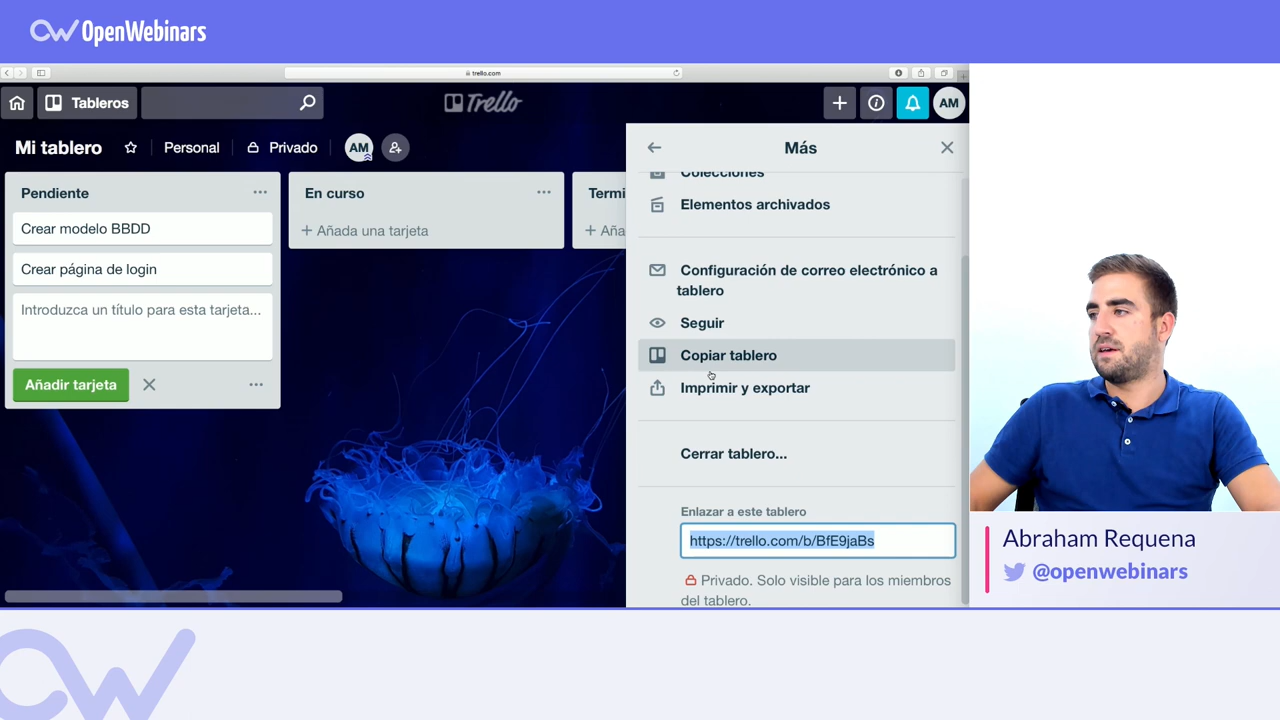 OpenWebinars
trello.com
Tableros
Trello
AM
Mi tablero
Personal
Privado
AM
Más
Pendiente
Crear modelo BBDD
Crear página de login
Introduzca un título para esta tarjeta...
Añadir tarjeta
En curso
+ Añada una tarjeta
Termi
+ Aña
Colecciones
Elementos archivados
Configuración de correo electrónico a
tablero
Seguir
Copiar tablero
Imprimir y exportar
Cerrar tablero...
Enlazar a este tablero
https://trello.com/b/BfE9jaBs
Privado. Solo visible para los miembros
del tablero.
Abraham Requena
@openwebinars